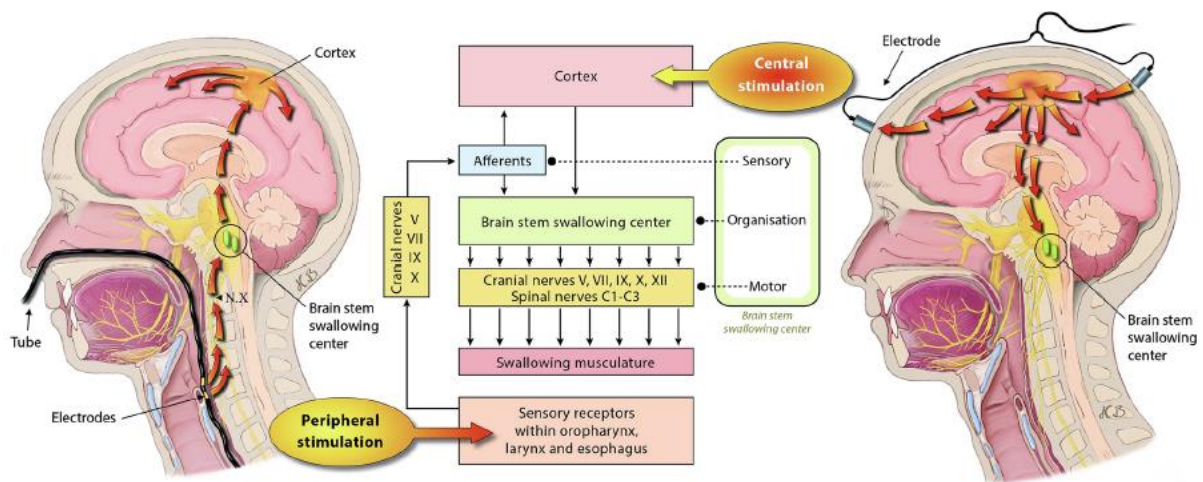 Cortex
N.X
Tube
Brain stem
swallowing
center
Electrodes
HB
Cortex
Central
stimulation
Afferents
Sensory
Brain stem swallowing center
Organisation
Cranial nerves
V
VII
IX
X
Cranial nerves V, VII, IX, X, XII
Spinal nerves C1-C3
Motor
Brain stem
swallowing center
Swallowing musculature
Peripheral
stimulation
Sensory receptors
within oropharynx,
larynx and esophagus
Electrode
Brain stem
swallowing
center
HB